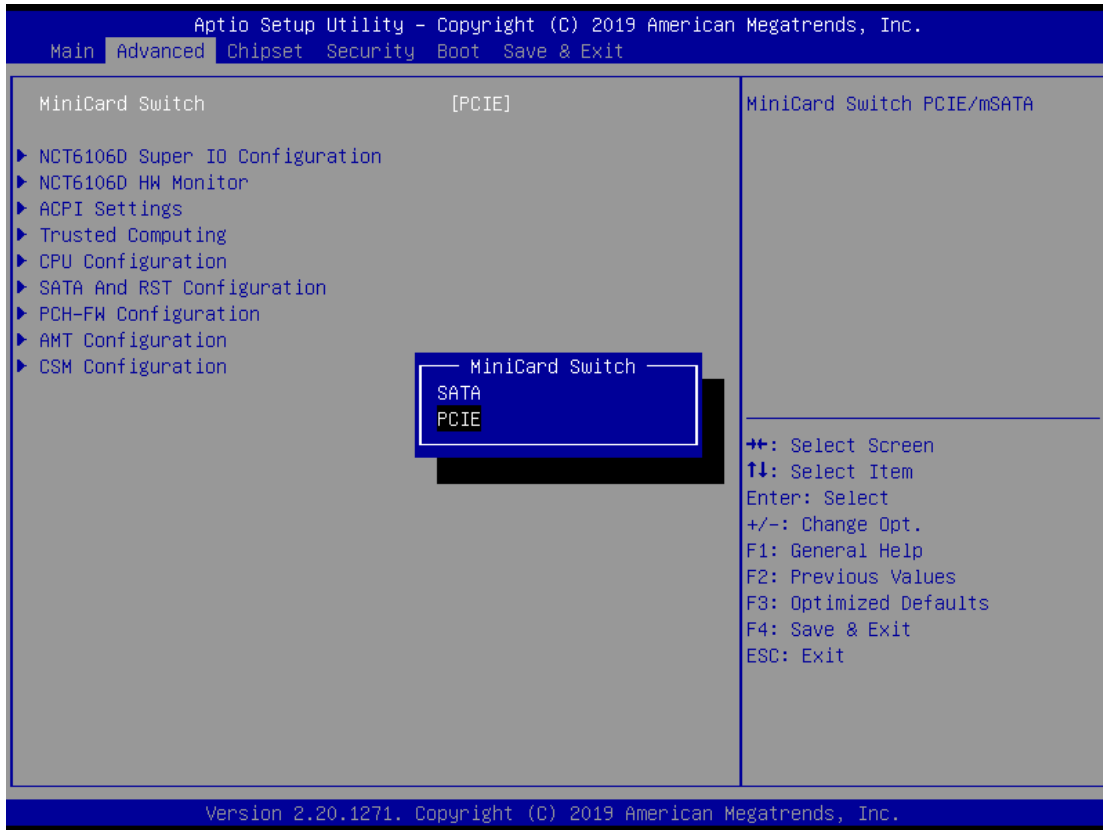 Aptio Setup Utility – Copyright (C) 2019 American Megatrends, Inc.
Main Advanced Chipset Security Boot Save & Exit
MiniCard Switch [PCIE]
MiniCard Switch PCIE/mSATA
▶ NCT6106D Super IO Configuration
▶ NCT6106D HW Monitor
▶ ACPI Settings
▶ Trusted Computing
▶ CPU Configuration
▶ SATA And RST Configuration
▶ PCH-FW Configuration
▶ AMT Configuration
▶ CSM Configuration
MiniCard Switch
SATA
PCIE
→←: Select Screen
↑↓: Select Item
Enter: Select
+/-: Change Opt.
F1: General Help
F2: Previous Values
F3: Optimized Defaults
F4: Save & Exit
ESC: Exit
Version 2.20.1271. Copyright (C) 2019 American Megatrends, Inc.